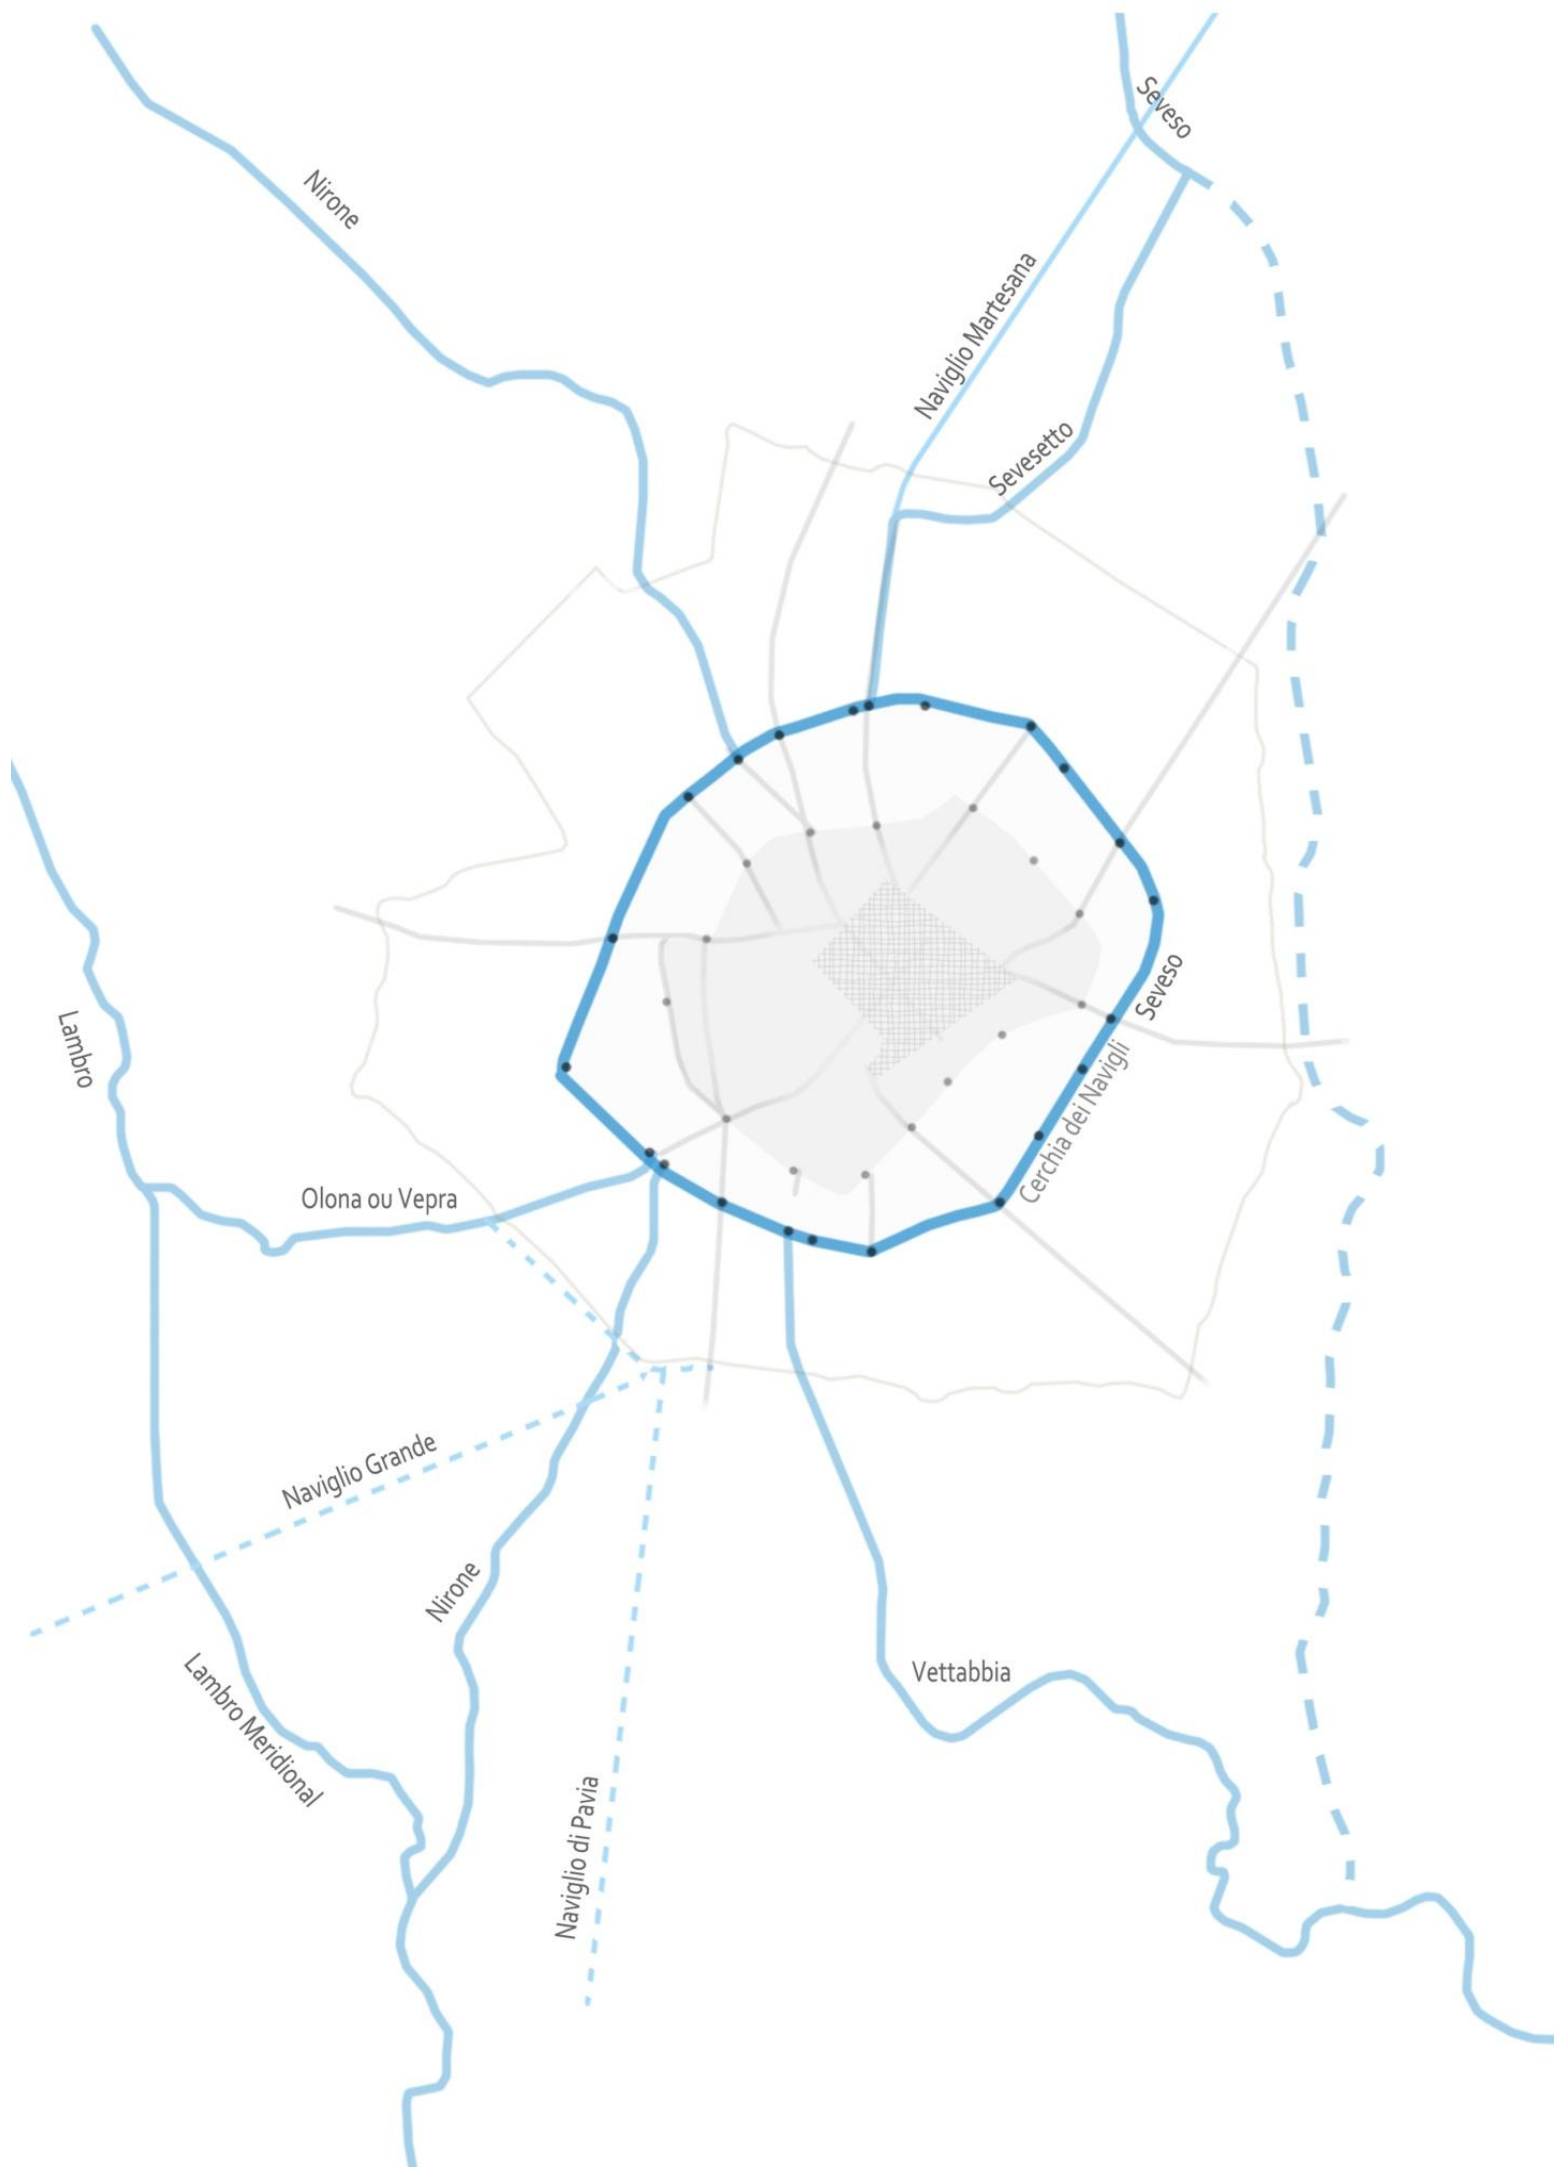 Seveso
Nirone
Naviglio Martesana
Sevesetto
Seveso
Lambro
Cerchia dei Navigli
Olona ou Vepra
Naviglio Grande
Nirone
Lambro Meridional
Vettabbia
Naviglio di Pavia